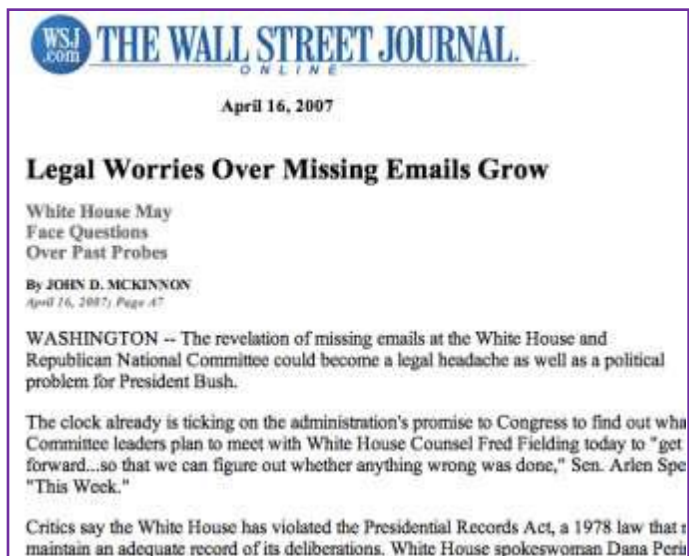 WSJ
.com
THE WALL STREET JOURNAL.
ONLINE
April 16, 2007
Legal Worries Over Missing Emails Grow
White House May
Face Questions
Over Past Probes
By JOHN D. MCKINNON
April 16, 2007; Page A7
WASHINGTON -- The revelation of missing emails at the White House and
Republican National Committee could become a legal headache as well as a political
problem for President Bush.
The clock already is ticking on the administration's promise to Congress to find out wha
Committee leaders plan to meet with White House Counsel Fred Fielding today to "get
forward...so that we can figure out whether anything wrong was done," Sen. Arlen Spe
"This Week."
Critics say the White House has violated the Presidential Records Act, a 1978 law that
maintain an adequate record of its deliberations. White House spokeswoman Dana Peri